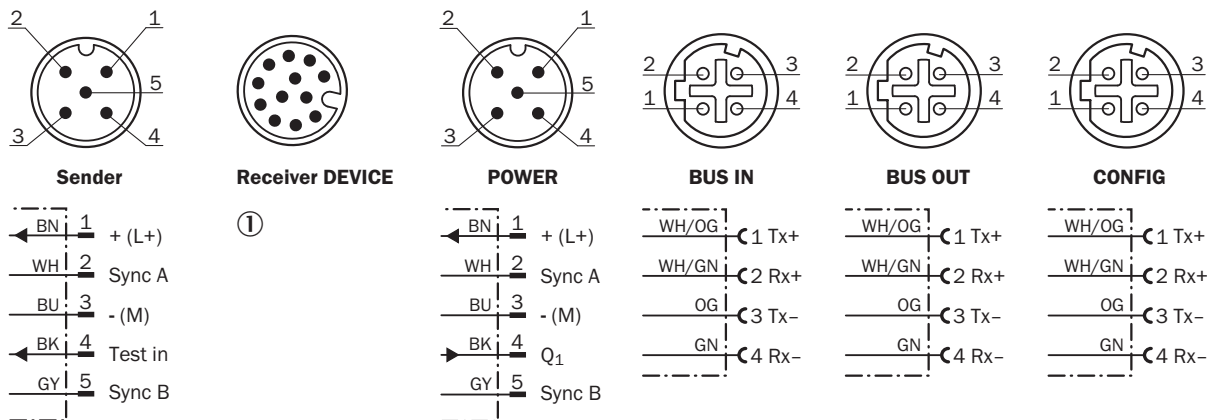 2 1
5
3 4
Sender
BN 1 + (L+)
WH 2 Sync A
BU 3 - (M)
BK 4 Test in
GY 5 Sync B
Receiver DEVICE
①
2 1
5
3 4
POWER
BN 1 + (L+)
WH 2 Sync A
BU 3 - (M)
BK 4 Q₁
GY 5 Sync B
2 3
1 4
BUS IN
WH/OG 1 Tx+
WH/GN 2 Rx+
OG 3 Tx–
GN 4 Rx–
2 3
1 4
BUS OUT
WH/OG 1 Tx+
WH/GN 2 Rx+
OG 3 Tx–
GN 4 Rx–
2 3
1 4
CONFIG
WH/OG 1 Tx+
WH/GN 2 Rx+
OG 3 Tx–
GN 4 Rx–